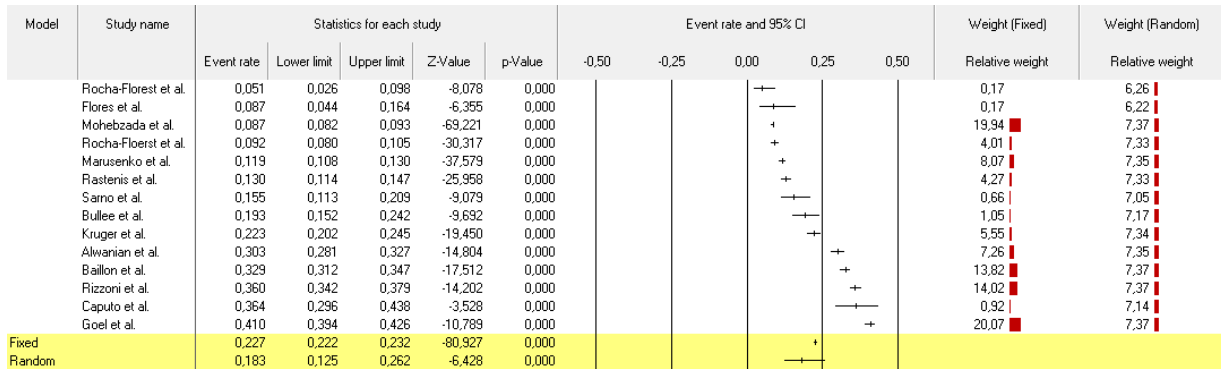 Model Study name Statistics for each study Event rate and 95% CI Weight (Fixed) Weight (Random)
Event rate Lower limit Upper limit Z-Value p-Value -0,50 -0,25 0,00 0,25 0,50 Relative weight Relative weight
Rocha-Florest et al. 0,051 0,026 0,098 -8,078 0,000 0,17 6,26
Flores et al. 0,087 0,044 0,164 -6,355 0,000 0,17 6,22
Mohebzada et al. 0,087 0,082 0,093 -69,221 0,000 19,94 7,37
Rocha-Floerst et al. 0,092 0,080 0,105 -30,317 0,000 4,01 7,33
Marusenko et al. 0,119 0,108 0,130 -37,579 0,000 8,07 7,35
Rastenis et al. 0,130 0,114 0,147 -25,958 0,000 4,27 7,33
Sarno et al. 0,155 0,113 0,209 -9,079 0,000 0,66 7,05
Bullee et al. 0,193 0,152 0,242 -9,692 0,000 1,05 7,17
Kruger et al. 0,223 0,202 0,245 -19,450 0,000 5,55 7,34
Alwanian et al. 0,303 0,281 0,327 -14,804 0,000 7,26 7,35
Baillon et al. 0,329 0,312 0,347 -17,512 0,000 13,82 7,37
Rizzoni et al. 0,360 0,342 0,379 -14,202 0,000 14,02 7,37
Caputo et al. 0,364 0,296 0,438 -3,528 0,000 0,92 7,14
Goel et al. 0,410 0,394 0,426 -10,789 0,000 20,07 7,37
Fixed 0,227 0,222 0,232 -80,927 0,000
Random 0,183 0,125 0,262 -6,428 0,000